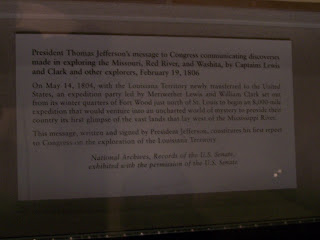 President Thomas Jefferson's message to Congress communicating discoveries
made in exploring the Missouri, Red River, and Washita, by Captains Lewis
and Clark and other explorers, February 19, 1806
On May 14, 1804, with the Louisiana Territory newly transferred to the United
States, an expedition party led by Meriwether Lewis and William Clark set out
from its winter quarters of Fort Wood just north of St. Louis to begin an 8,000-mile
expedition that would venture into an uncharted world of mystery to provide their
country its first glimpse of the vast lands that lay west of the Mississippi River.
This message, written and signed by President Jefferson, constitutes his first report
to Congress on the exploration of the Louisiana Territory.
National Archives, Records of the U.S. Senate,
exhibited with the permission of the U.S. Senate